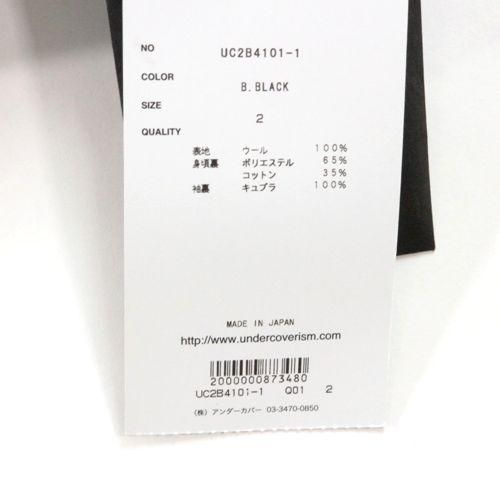 NO UC2B4101-1
COLOR B.BLACK
SIZE 2
QUALITY
表地 ウール 100%
身頃裏 ポリエステル 65%
コットン 35%
袖裏 キュプラ 100%
MADE IN JAPAN
http://www.undercoverism.com
2000000873480
UC2B4101-1 Q01 2
(株) アンダーカバー 03-3470-0850